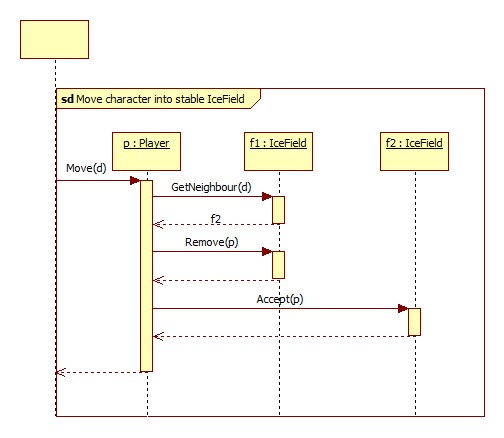 sd Move character into stable IceField
p : Player
f1 : IceField
f2 : IceField
Move(d)
GetNeighbour(d)
f2
Remove(p)
Accept(p)